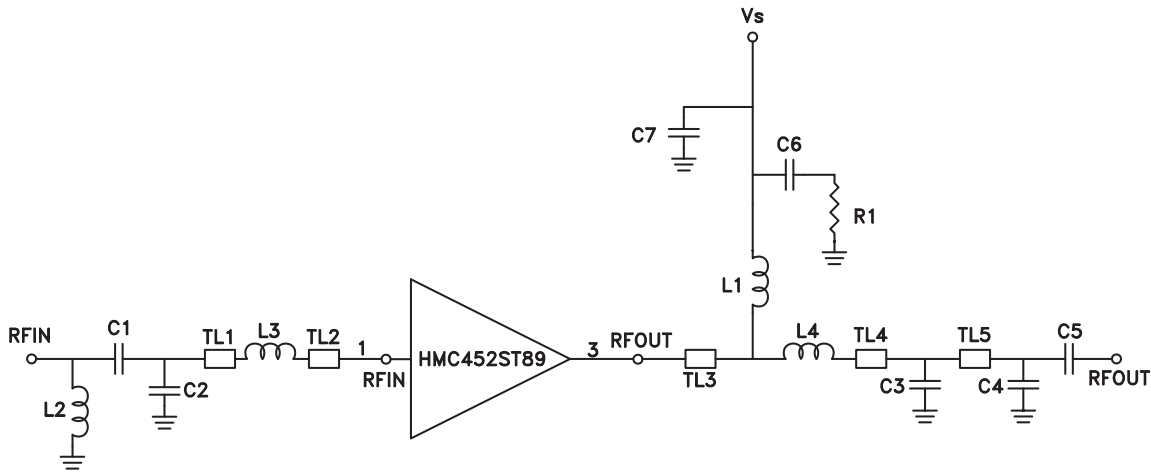 Vs
C7
C6
R1
L1
RFIN
C1
TL1
L3
TL2
1
RFIN
HMC452ST89
3
RFOUT
TL3
L4
TL4
TL5
C5
RFOUT
L2
C2
C3
C4